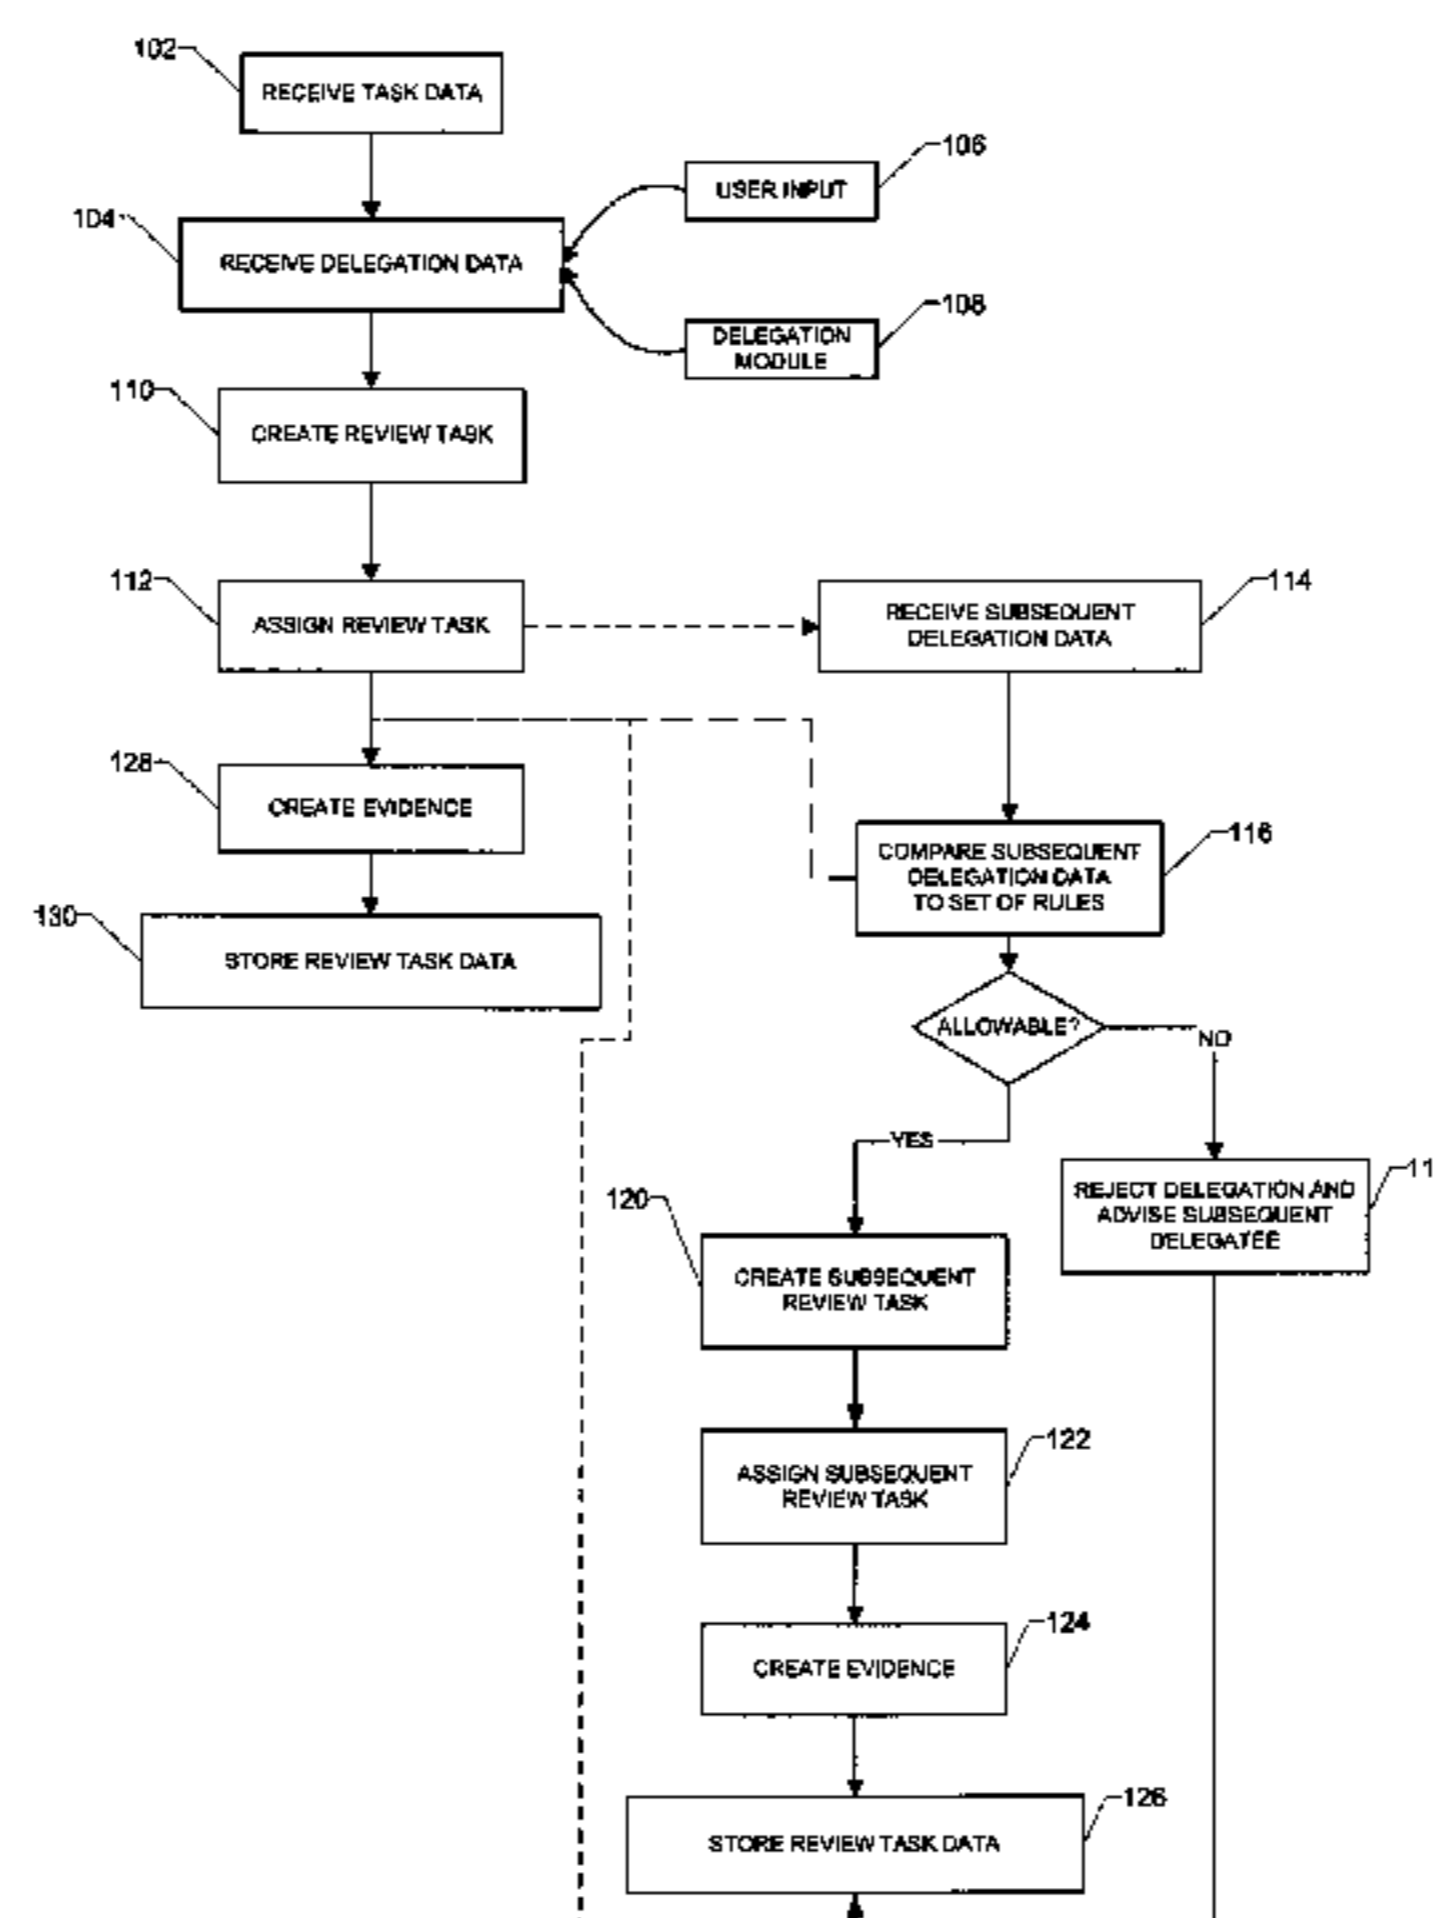 102
RECEIVE TASK DATA
106
USER INPUT
104
RECEIVE DELEGATION DATA
108
DELEGATION
MODULE
110
CREATE REVIEW TASK
112
ASSIGN REVIEW TASK
114
RECEIVE SUBSEQUENT
DELEGATION DATA
128
CREATE EVIDENCE
116
COMPARE SUBSEQUENT
DELEGATION DATA
TO SET OF RULES
130
STORE REVIEW TASK DATA
ALLOWABLE?
NO
YES
11
REJECT DELEGATION AND
ADVISE SUBSEQUENT
DELEGATEE
120
CREATE SUBSEQUENT
REVIEW TASK
122
ASSIGN SUBSEQUENT
REVIEW TASK
124
CREATE EVIDENCE
126
STORE REVIEW TASK DATA